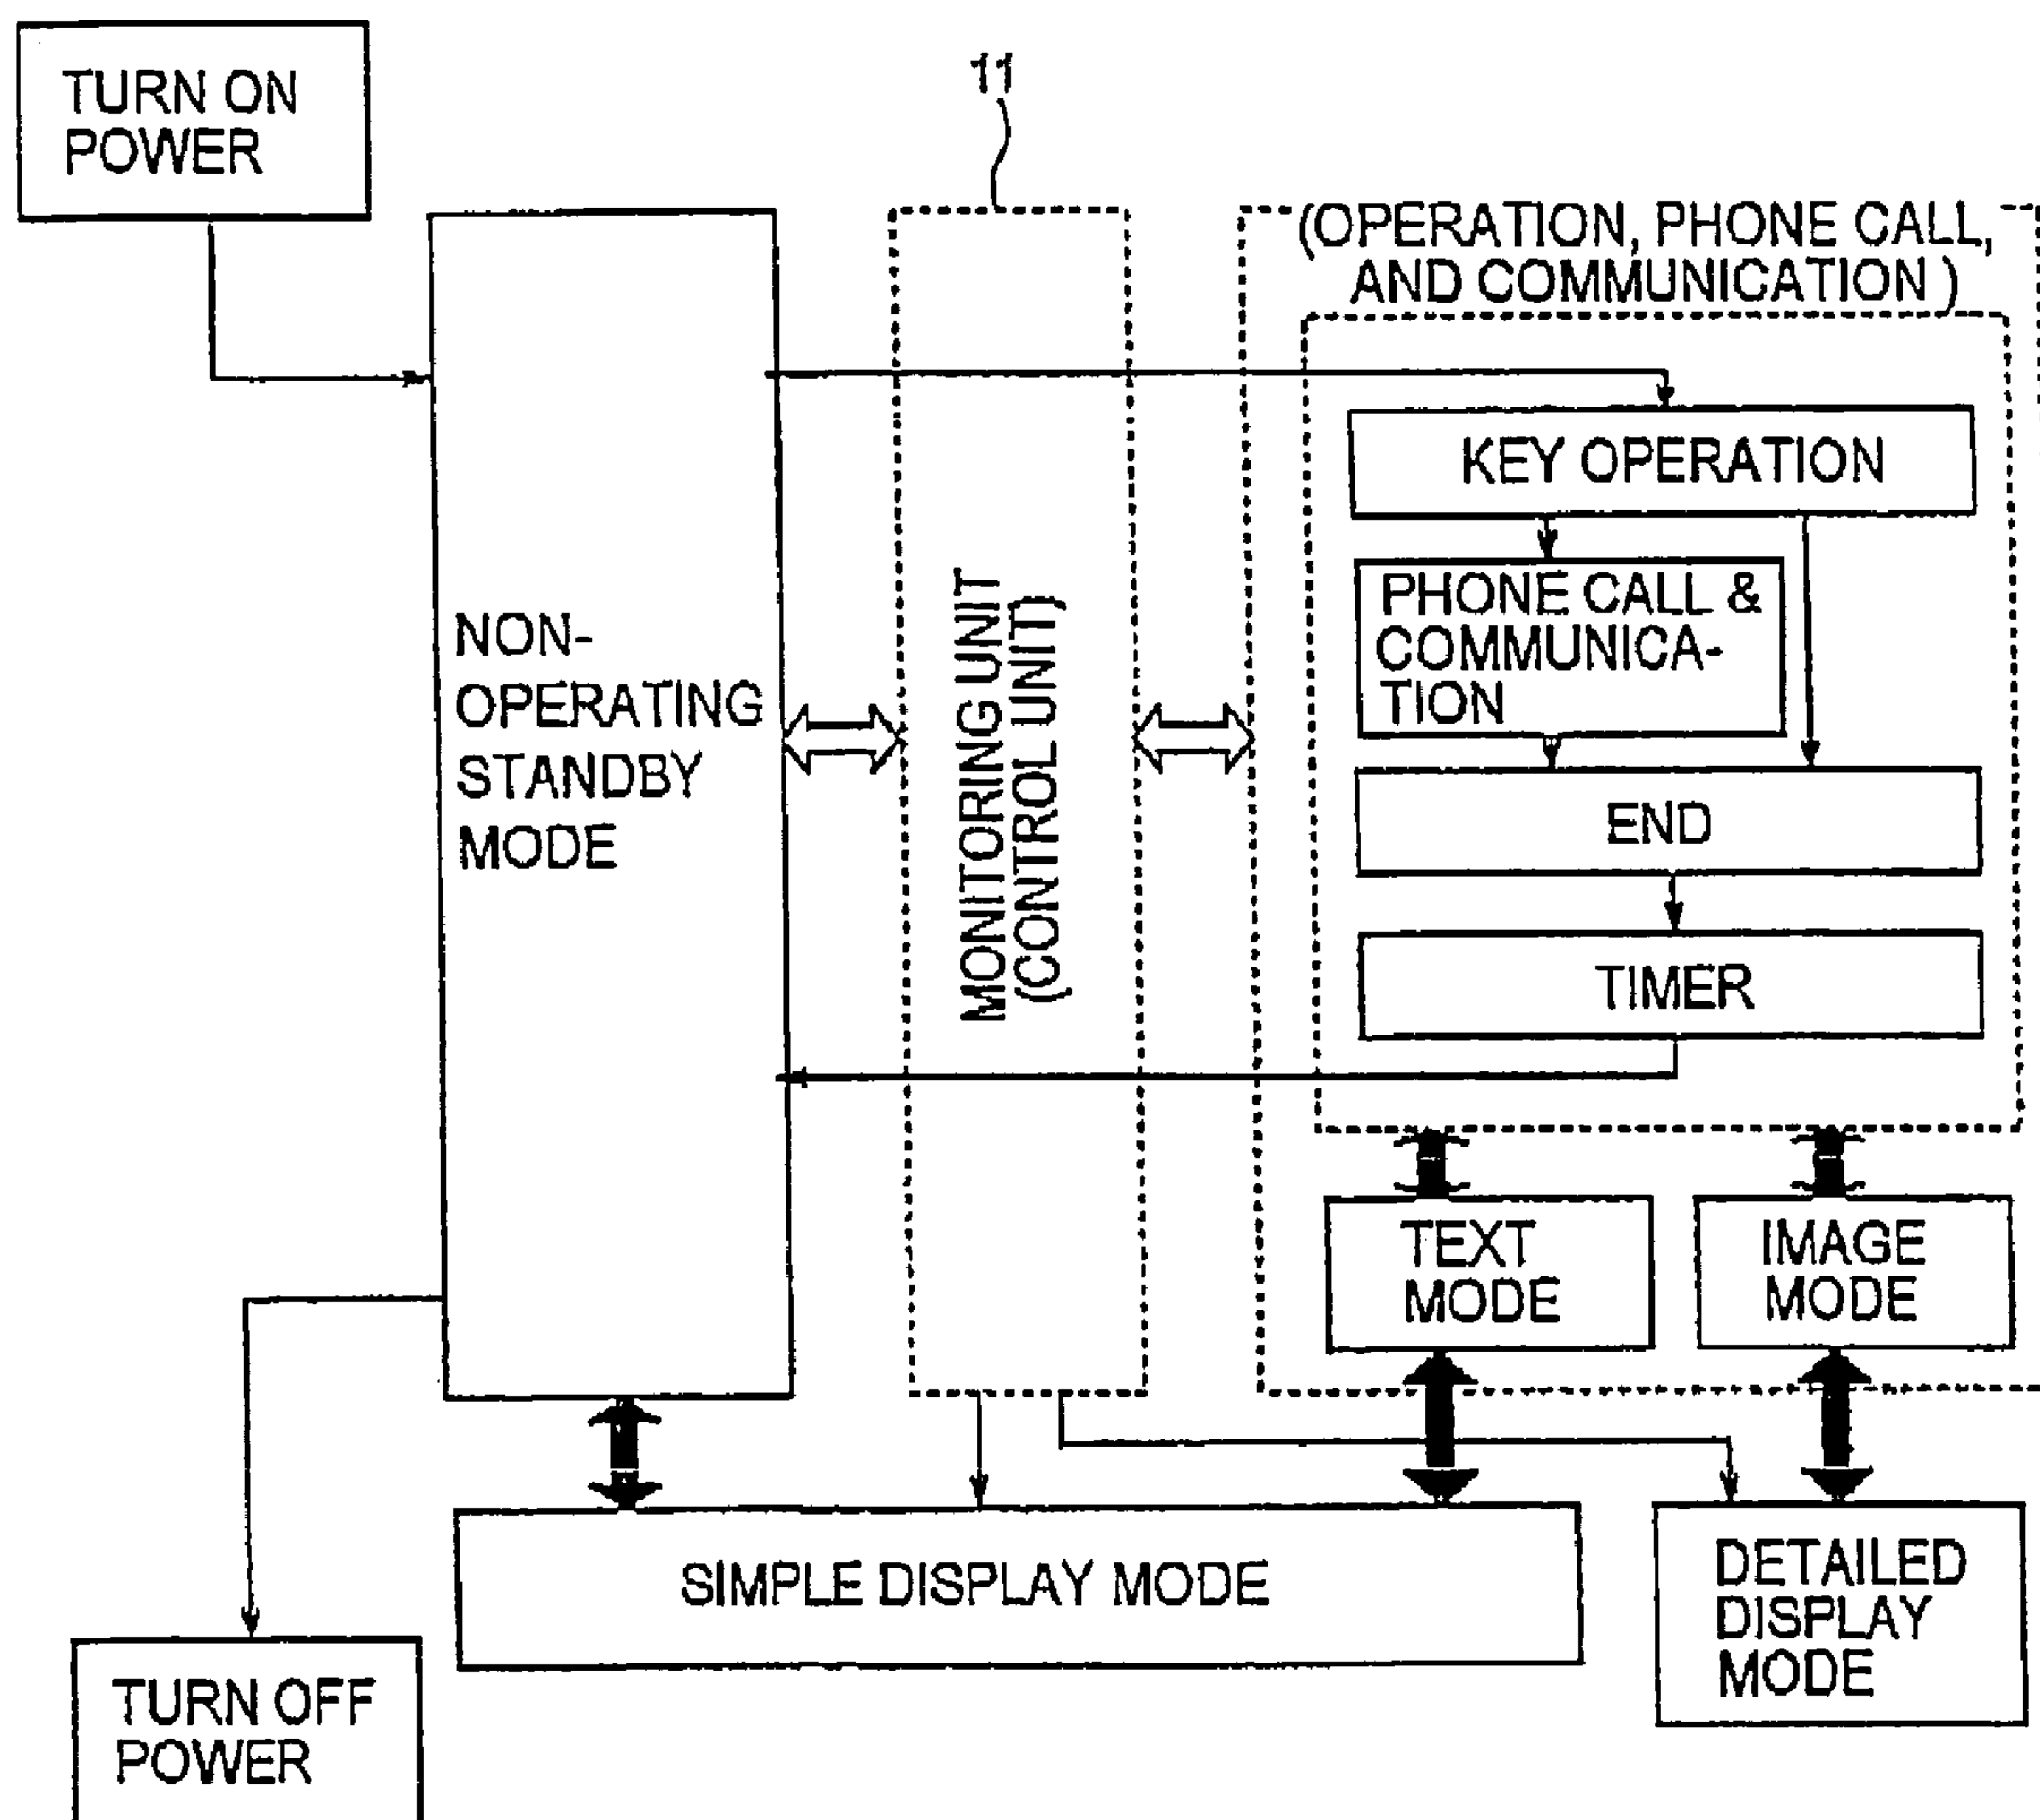 TURN ON
POWER
11
(OPERATION, PHONE CALL,
AND COMMUNICATION)
KEY OPERATION
PHONE CALL &
COMMUNICA-
TION
END
TIMER
NON-
OPERATING
STANDBY
MODE
MONITORING UNIT
(CONTROL UNIT)
TEXT
MODE
IMAGE
MODE
SIMPLE DISPLAY MODE
DETAILED
DISPLAY
MODE
TURN OFF
POWER